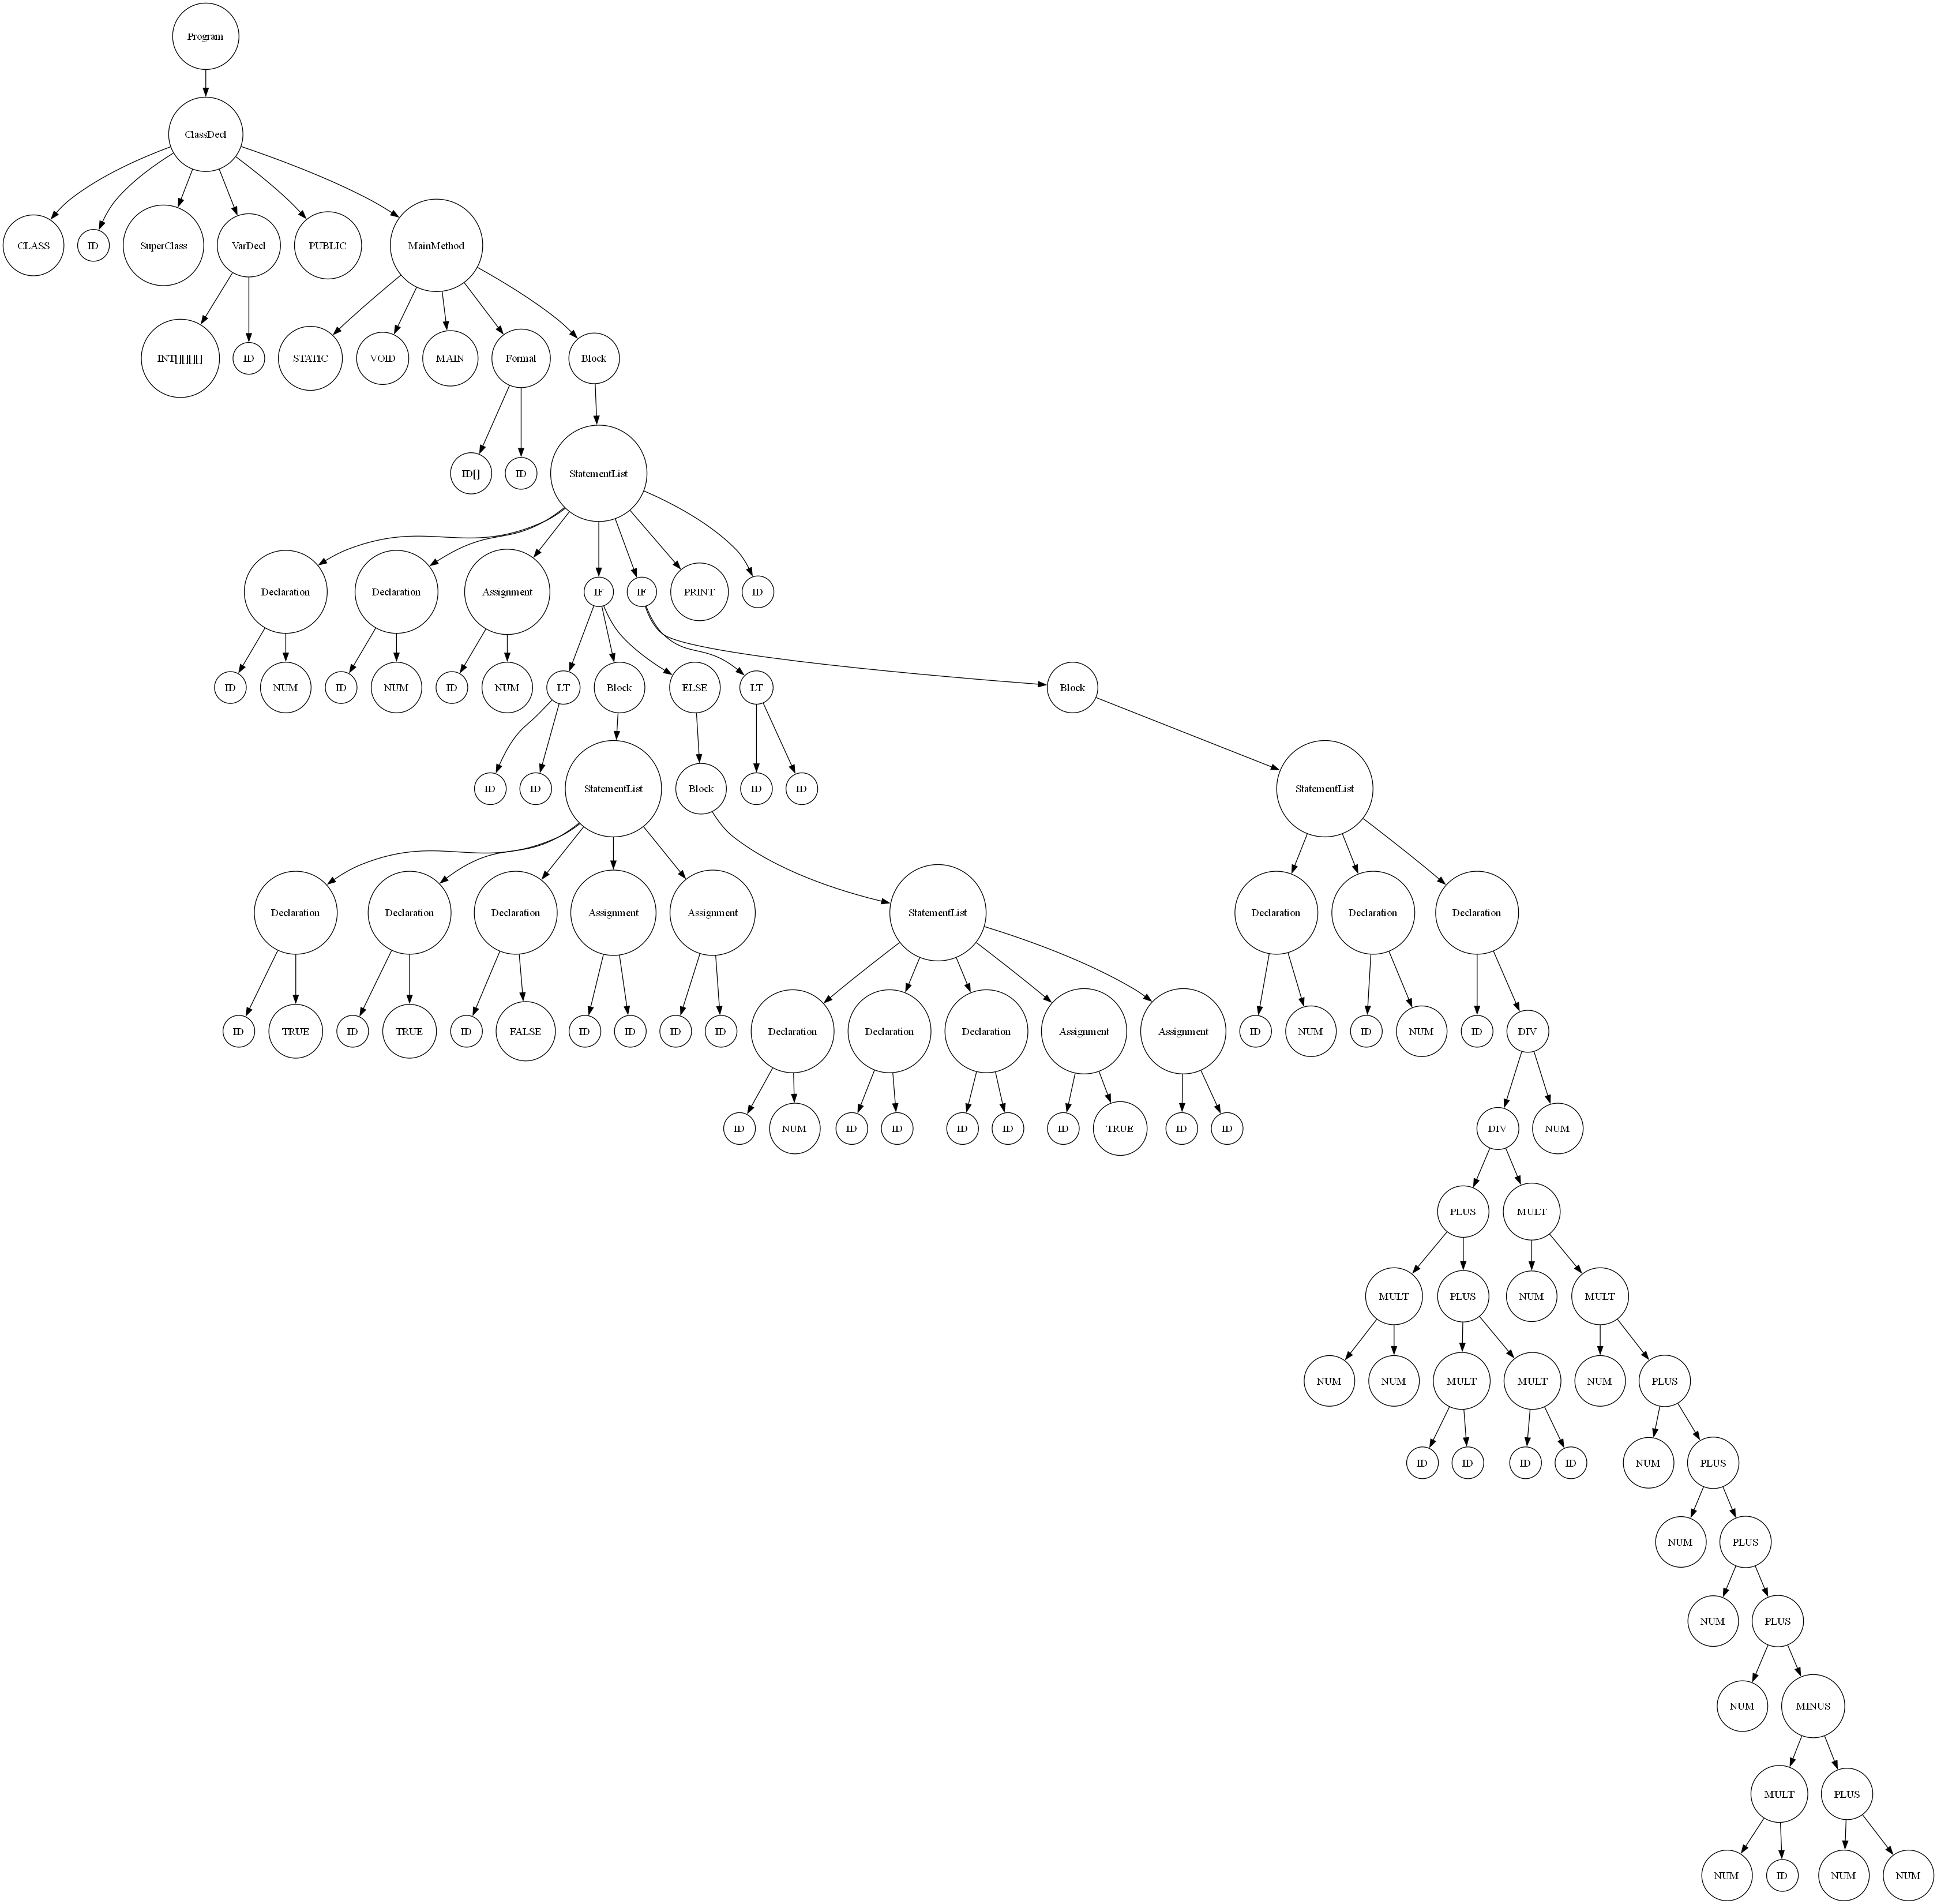 Program
ClassDecl
CLASS
ID
SuperClass
VarDecl
PUBLIC
MainMethod
INT[][][][]
ID
STATIC
VOID
MAIN
Formal
Block
ID[]
ID
StatementList
Declaration
Declaration
Assignment
IF
IF
PRINT
ID
ID
NUM
ID
NUM
ID
NUM
LT
Block
ELSE
LT
Block
ID
ID
StatementList
Block
ID
ID
StatementList
Declaration
Declaration
Declaration
Assignment
Assignment
StatementList
Declaration
Declaration
Declaration
ID
TRUE
ID
TRUE
ID
FALSE
ID
ID
ID
ID
Declaration
Declaration
Declaration
Assignment
Assignment
ID
NUM
ID
NUM
ID
DIV
ID
NUM
ID
ID
ID
ID
ID
TRUE
ID
ID
DIV
NUM
PLUS
MULT
MULT
PLUS
NUM
MULT
NUM
NUM
MULT
MULT
NUM
PLUS
ID
ID
ID
ID
NUM
PLUS
NUM
PLUS
NUM
PLUS
NUM
MINUS
MULT
PLUS
NUM
ID
NUM
NUM